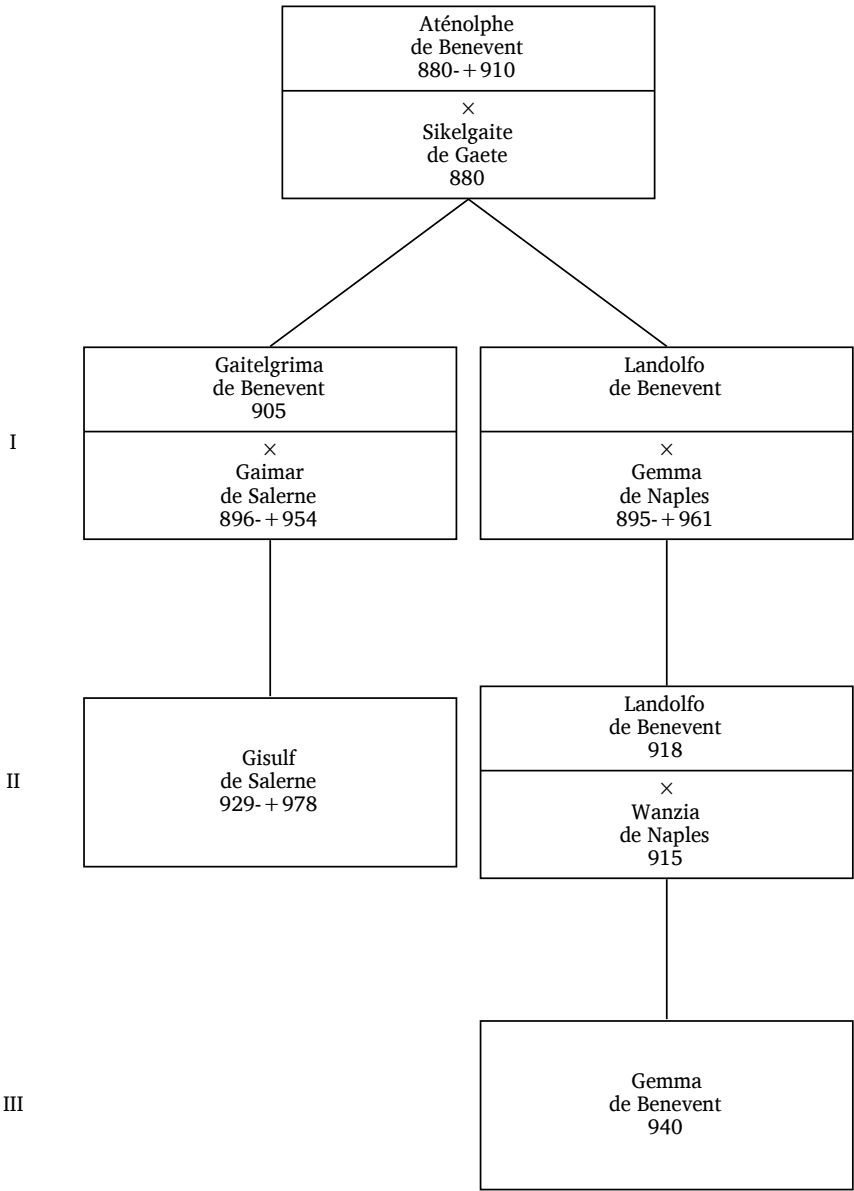 Aténolphe
de Benevent
880-+910
×
Sikelgaite
de Gaete
880
I
Gaitelgrima
de Benevent
905
×
Gaimar
de Salerne
896-+954
Landolfo
de Benevent
×
Gemma
de Naples
895-+961
II
Gisulf
de Salerne
929-+978
Landolfo
de Benevent
918
×
Wanzia
de Naples
915
III
Gemma
de Benevent
940